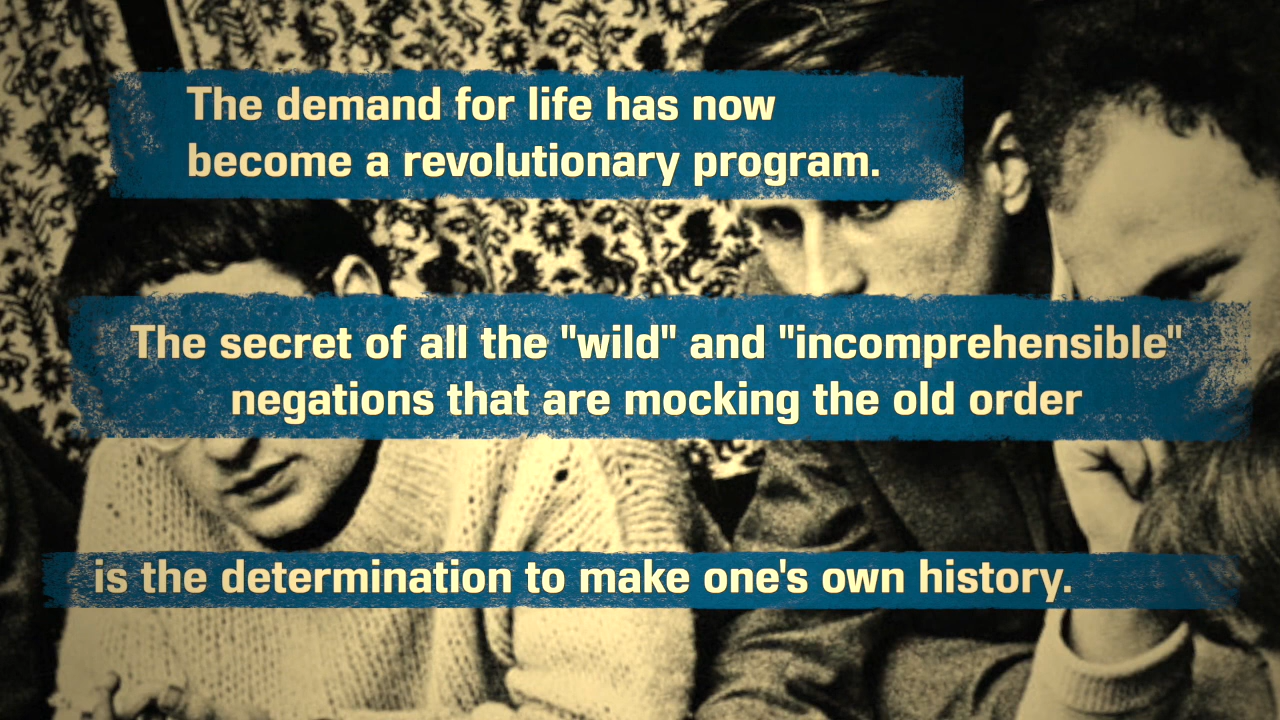 The demand for life has now
become a revolutionary program.
The secret of all the "wild" and "incomprehensible"
negations that are mocking the old order
is the determination to make one's own history.